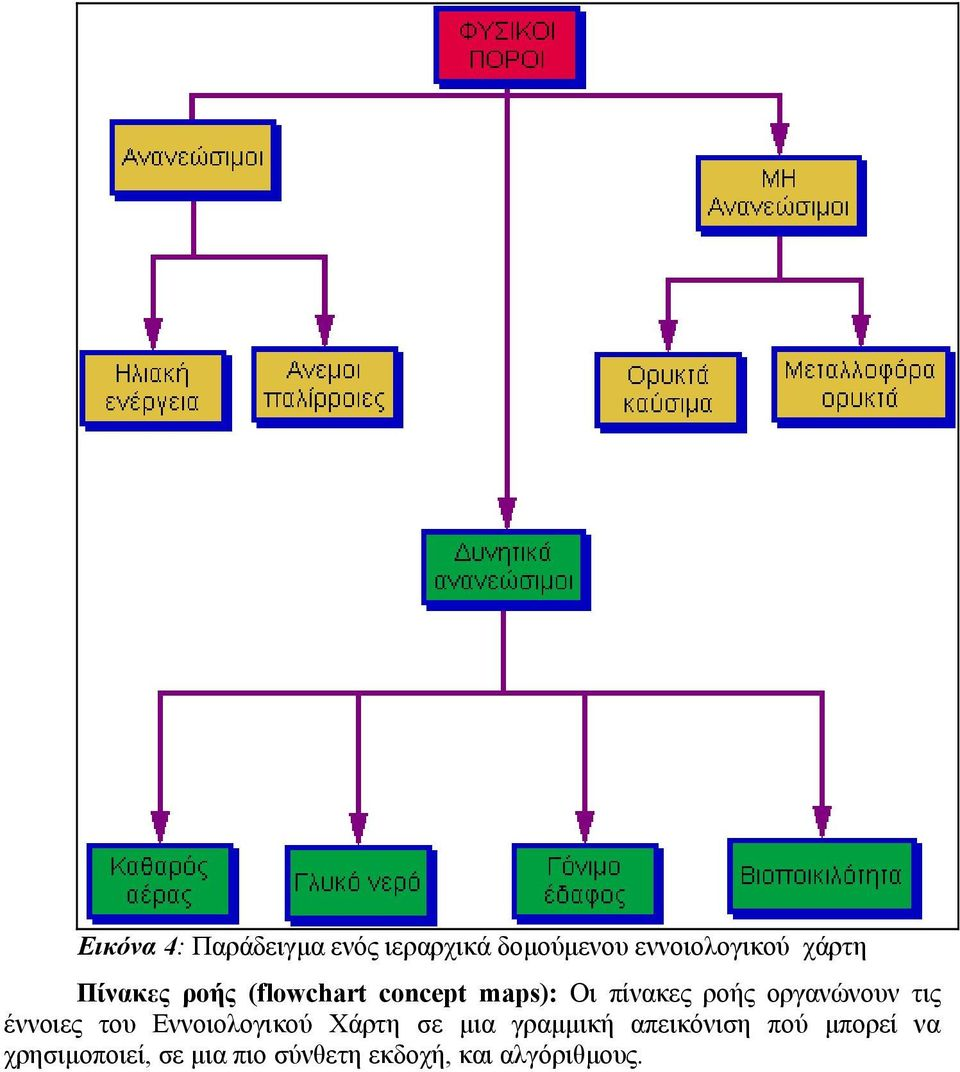 ΦΥΣΙΚΟΙ
ΠΟΡΟΙ
Ανανεώσιμοι
ΜΗ
Ανανεώσιμοι
Ηλιακή
ενέργεια
Ανεμοι
παλίρροιες
Ορυκτά
καύσιμα
Μεταλλοφόρα
ορυκτά
Δυνητικά
ανανεώσιμοι
Καθαρός
αέρας
Γλυκό νερό
Γόνιμο
έδαφος
Βιοποικιλότητα
Εικόνα 4: Παράδειγμα ενός ιεραρχικά δομούμενου εννοιολογικού χάρτη
Πίνακες ροής (flowchart concept maps): Οι πίνακες ροής οργανώνουν τις
έννοιες του Εννοιολογικού Χάρτη σε μια γραμμική απεικόνιση πού μπορεί να
χρησιμοποιεί, σε μια πιο σύνθετη εκδοχή, και αλγόριθμους.